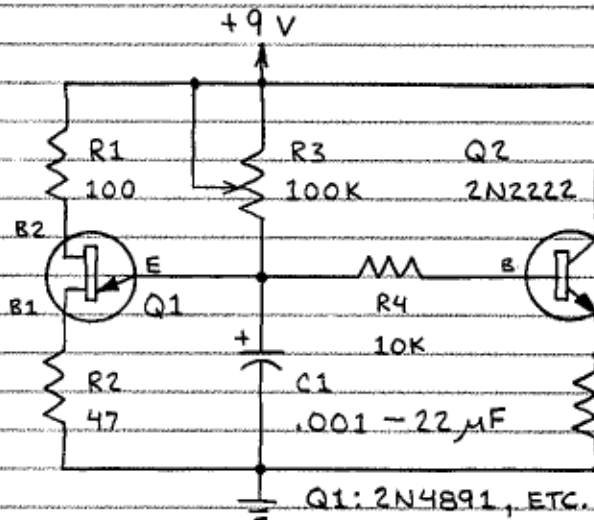 +9 V
R1
100
R3
100K
Q2
2N2222
B2
E
B
B1
Q1
R4
10K
+
R2
47
C1
.001 - 22 µF
Q1: 2N4891, ETC.